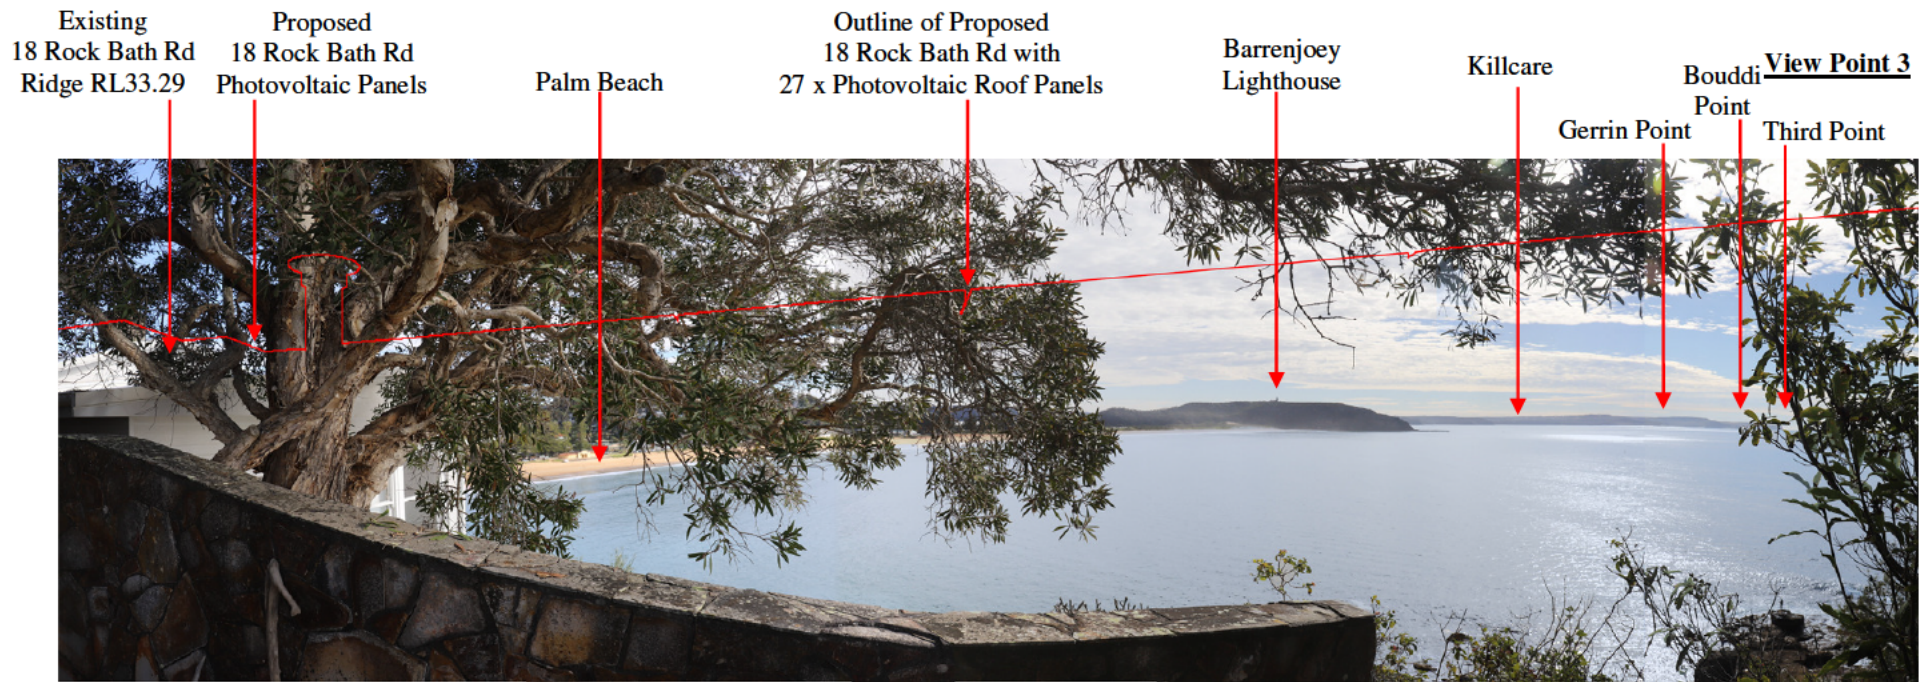 Existing
18 Rock Bath Rd
Ridge RL33.29
Proposed
18 Rock Bath Rd
Photovoltaic Panels
Palm Beach
Outline of Proposed
18 Rock Bath Rd with
27 x Photovoltaic Roof Panels
Barrenjoey
Lighthouse
Killcare
Gerrin Point
Bouddi
Point
View Point 3
Third Point